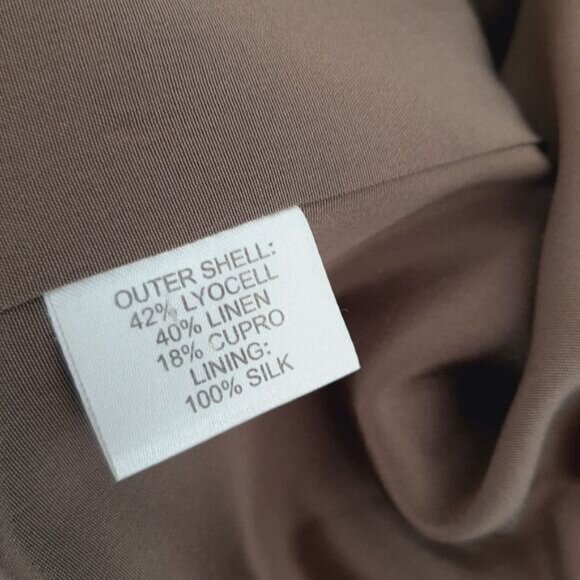 OUTER SHELL:
42% LYOCELL
40% LINEN
18% CUPRO
LINING:
100% SILK